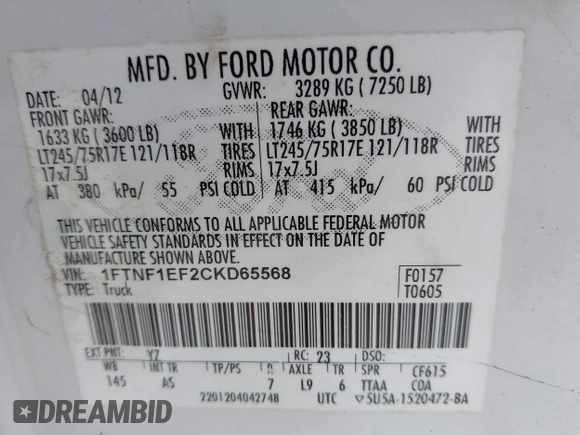 MFD. BY FORD MOTOR CO.
DATE: 04/12 GVWR: 3289 KG ( 7250 LB)
FRONT GAWR: REAR GAWR:
1633 KG ( 3600 LB) WITH 1746 KG ( 3850 LB) WITH
LT245/75R17E 121/118R TIRES LT245/75R17E 121/118R TIRES
17x7.5J RIMS 17x7.5J RIMS
AT 380 kPa/ 55 PSI COLD AT 415 kPa/ 60 PSI COLD
THIS VEHICLE CONFORMS TO ALL APPLICABLE FEDERAL MOTOR
VEHICLE SAFETY STANDARDS IN EFFECT ON THE DATE OF
MANUFACTURE SHOWN ABOVE.
VIN: 1FTNF1EF2CKD65568 F0157
TYPE: Truck T0605
EXT PNT: YZ RC: 23 DSO:
WB INT TR TP/PS R AXLE TR SPR CF615
145 AS 7 L9 6 TTAA COA
2201204042748 UTC ▽5U5A-1520472-BA
DREAMBID